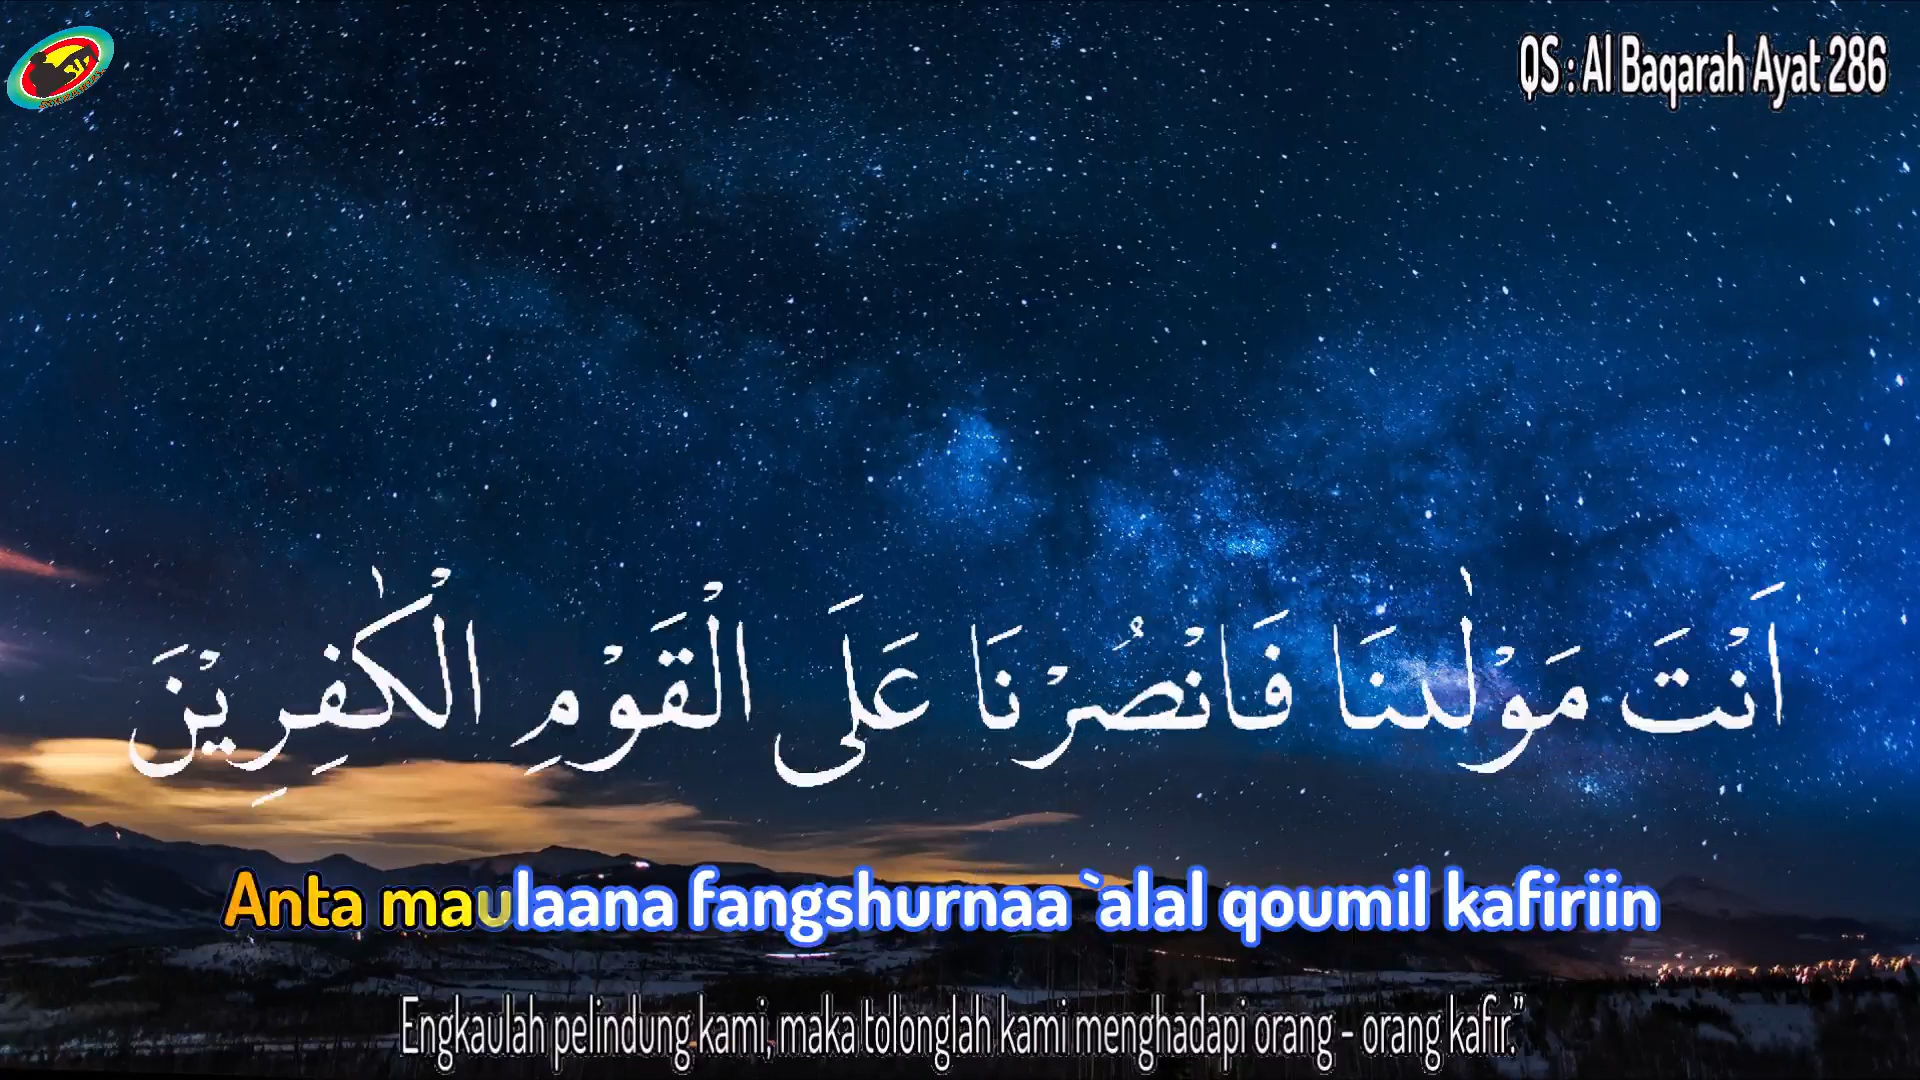 QS : Al Baqarah Ayat 286
اَنْتَ مَوْلٰىنَا فَانْصُرْنَا عَلَى الْقَوْمِ الْكٰفِرِيْنَ
Anta maulaana fangshurnaa `alal qoumil kafiriin
Engkaulah pelindung kami, maka tolonglah kami menghadapi orang - orang kafir."